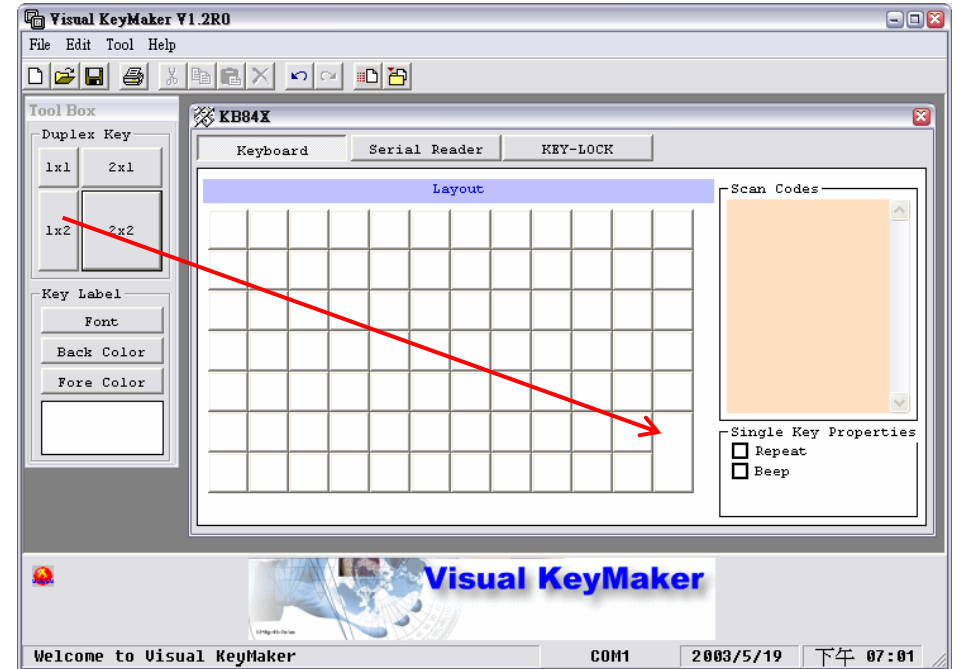 Visual KeyMaker V1.2R0
File Edit Tool Help
Tool Box
Duplex Key
1x1 2x1
1x2 2x2
Key Label
Font
Back Color
Fore Color
KB84X
Keyboard Serial Reader KEY-LOCK
Layout
Scan Codes
Single Key Properties
Repeat
Beep
Visual KeyMaker
Welcome to Visual KeyMaker COM1 2003/5/19 下午 07:01